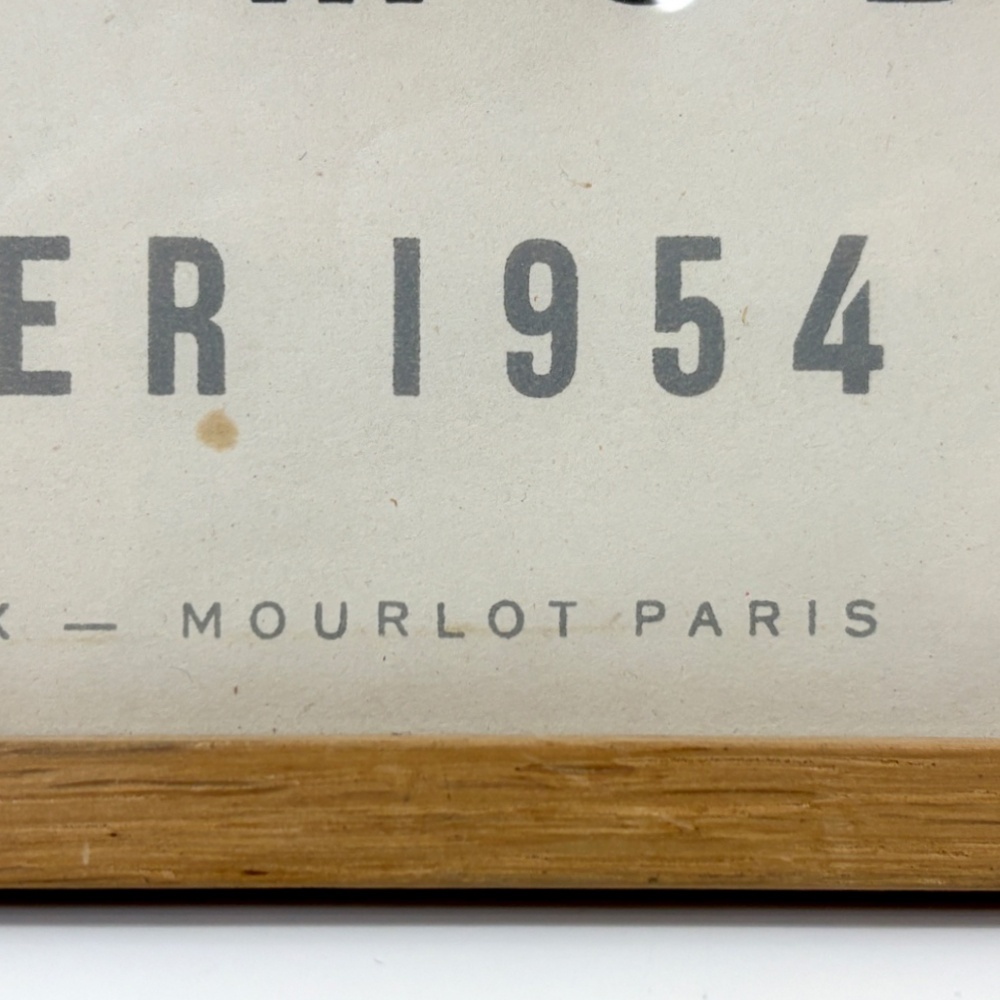 ER 1954
X — MOURLOT PARIS